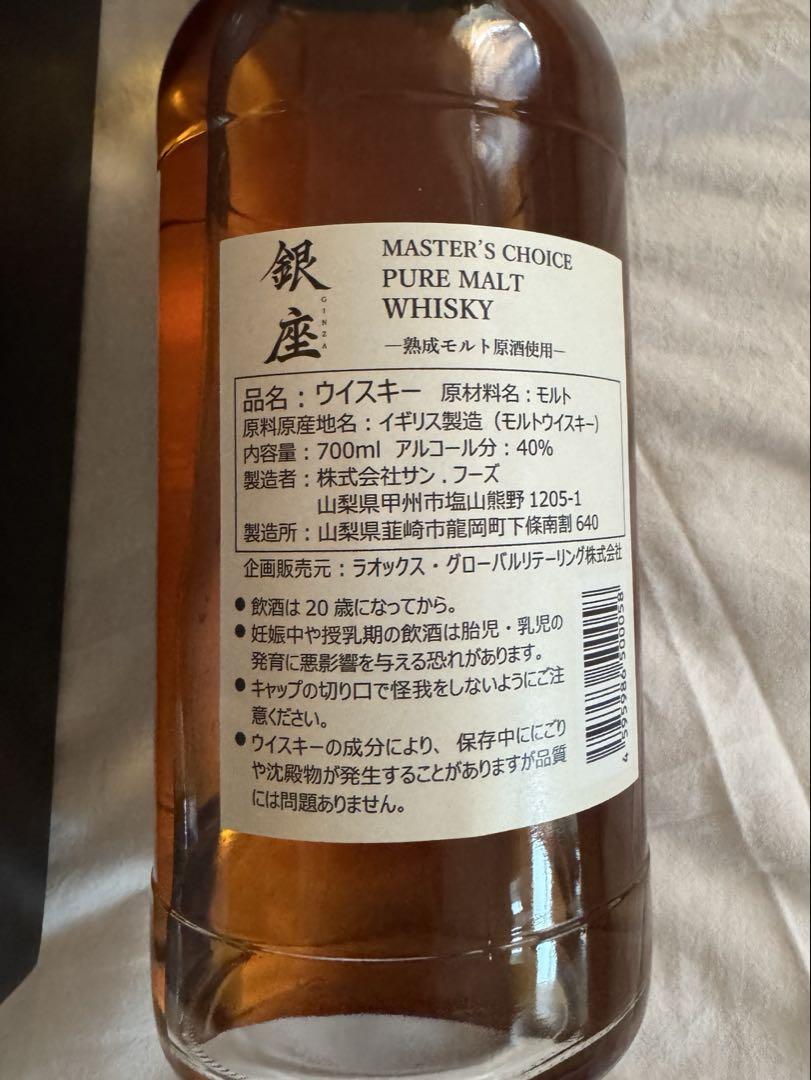 銀座
GINZA
MASTER'S CHOICE
PURE MALT
WHISKY
―熟成モルト原酒使用―
品名：ウイスキー 原材料名：モルト
原料原産地名：イギリス製造（モルトウイスキー）
内容量：700ml アルコール分：40%
製造者：株式会社サン．フーズ
山梨県甲州市塩山熊野 1205-1
製造所：山梨県韮崎市龍岡町下條南割 640
企画販売元：ラオックス・グローバルリテーリング株式会社
● 飲酒は 20 歳になってから。
● 妊娠中や授乳期の飲酒は胎児・乳児の
発育に悪影響を与える恐れがあります。
● キャップの切り口で怪我をしないようにご注
意ください。
● ウイスキーの成分により、保存中ににごり
や沈殿物が発生することがありますが品質
には問題ありません。
4 595986 500058